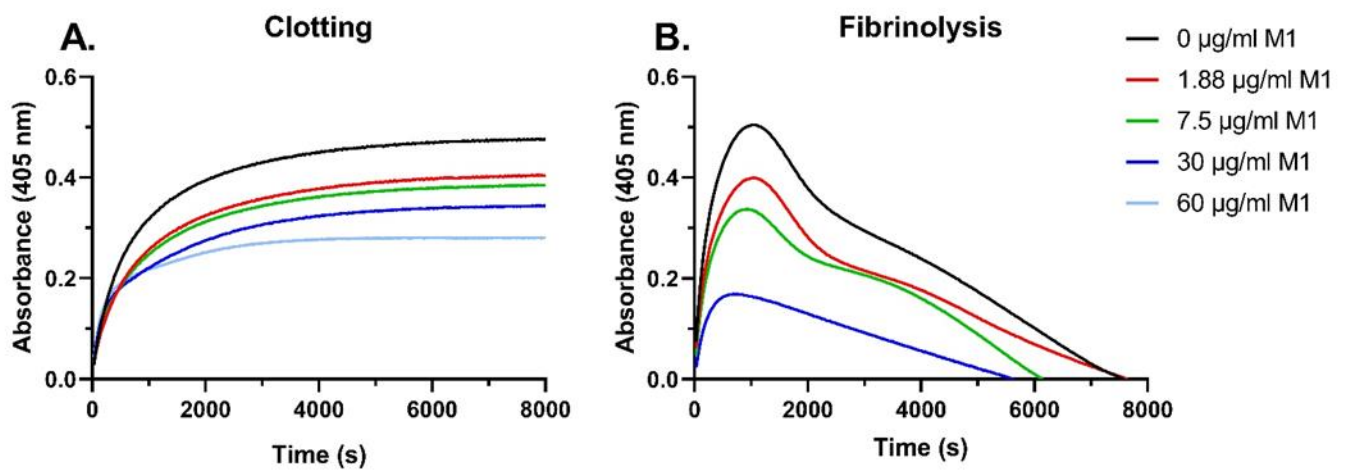 A.
Clotting
Absorbance (405 nm)
0.6
0.4
0.2
0.0
0
2000
4000
6000
8000
Time (s)
B.
Fibrinolysis
Absorbance (405 nm)
0.6
0.4
0.2
0.0
0
2000
4000
6000
8000
Time (s)
0 µg/ml M1
1.88 µg/ml M1
7.5 µg/ml M1
30 µg/ml M1
60 µg/ml M1